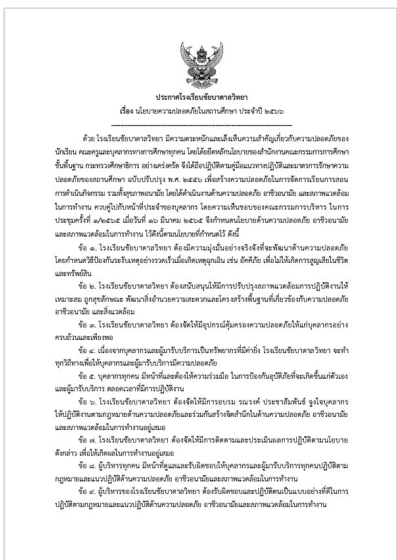 ประกาศโรงเรียนชัยบาดาลวิทยา
เรื่อง นโยบายความปลอดภัยในสถานศึกษา ประจำปี ๒๕๖๖
ด้วย โรงเรียนชัยบาดาลวิทยา มีความตระหนักและเล็งเห็นความสำคัญเกี่ยวกับความปลอดภัยของ
นักเรียน คณะครูและบุคลากรทางการศึกษาทุกคน โดยได้ยึดหลักนโยบายของสำนักงานคณะกรรมการการศึกษา
ขั้นพื้นฐาน กระทรวงศึกษาธิการ อย่างเคร่งครัด จึงได้ถือปฏิบัติตามคู่มือแนวทางปฏิบัติและมาตรการรักษาความ
ปลอดภัยของสถานศึกษา ฉบับปรับปรุง พ.ศ. ๒๕๕๖ เพื่อสร้างความปลอดภัยในการจัดการเรียนการสอน
การดำเนินกิจกรรม รวมทั้งสุขภาพอนามัย โดยได้ดำเนินงานด้านความปลอดภัย อาชีวอนามัย และสภาพแวดล้อม
ในการทำงาน ควบคู่ไปกับหน้าที่ประจำของบุคลากร โดยความเห็นชอบของคณะกรรมการบริหาร ในการ
ประชุมครั้งที่ ๑/๒๕๖๕ เมื่อวันที่ ๑๖ มีนาคม ๒๕๖๕ จึงกำหนดนโยบายด้านความปลอดภัย อาชีวอนามัย
และสภาพแวดล้อมในการทำงาน ไว้ดังนี้ตามนโยบายที่กำหนดไว้ ดังนี้
ข้อ ๑. โรงเรียนชัยบาดาลวิทยา ต้องมีความมุ่งมั่นอย่างจริงจังที่จะพัฒนาด้านความปลอดภัย
โดยกำหนดวิธีป้องกันระงับเหตุอย่างรวดเร็วเมื่อเกิดเหตุฉุกเฉิน เช่น อัคคีภัย เพื่อไม่ให้เกิดการสูญเสียในชีวิต
และทรัพย์สิน
ข้อ ๒. โรงเรียนชัยบาดาลวิทยา ต้องสนับสนุนให้มีการปรับปรุงสภาพแวดล้อมการปฏิบัติงานให้
เหมาะสม ถูกสุขลักษณะ พัฒนาสิ่งอำนวยความสะดวกและโครงสร้างพื้นฐานที่เกี่ยวข้องกับความปลอดภัย
อาชีวอนามัย และสิ่งแวดล้อม
ข้อ ๓. โรงเรียนชัยบาดาลวิทยา ต้องจัดให้มีอุปกรณ์คุ้มครองความปลอดภัยให้แก่บุคลากรอย่าง
ครบถ้วนและเพียงพอ
ข้อ ๔. เนื่องจากบุคลากรและผู้มารับบริการเป็นทรัพยากรที่มีค่ายิ่ง โรงเรียนชัยบาดาลวิทยา จะทำ
ทุกวิถีทางเพื่อให้บุคลากรและผู้มารับบริการมีความปลอดภัย
ข้อ ๕. บุคลากรทุกคน มีหน้าที่และต้องให้ความร่วมมือ ในการป้องกันอุบัติภัยที่จะเกิดขึ้นแก่ตัวเอง
และผู้มารับบริการ ตลอดเวลาที่มีการปฏิบัติงาน
ข้อ ๖. โรงเรียนชัยบาดาลวิทยา ต้องจัดให้มีการอบรม รณรงค์ ประชาสัมพันธ์ จูงใจบุคลากร
ให้ปฏิบัติงานตามกฎหมายด้านความปลอดภัยและร่วมกันสร้างจิตสำนึกในด้านความปลอดภัย อาชีวอนามัย
และสภาพแวดล้อมในการทำงานอยู่เสมอ
ข้อ ๗. โรงเรียนชัยบาดาลวิทยา ต้องจัดให้มีการติดตามและประเมินผลการปฏิบัติตามนโยบาย
ดังกล่าว เพื่อให้เกิดผลในการทำงานอยู่เสมอ
ข้อ ๘. ผู้บริหารทุกคน มีหน้าที่ดูแลและรับผิดชอบให้บุคลากรและผู้มารับบริการทุกคนปฏิบัติตาม
กฎหมายและแนวปฏิบัติด้านความปลอดภัย อาชีวอนามัยและสภาพแวดล้อมในการทำงาน
ข้อ ๙. ผู้บริหารของโรงเรียนชัยบาดาลวิทยา ต้องรับผิดชอบและปฏิบัติตนเป็นแบบอย่างที่ดีในการ
ปฏิบัติตามกฎหมายและแนวปฏิบัติด้านความปลอดภัย อาชีวอนามัยและสภาพแวดล้อมในการทำงาน